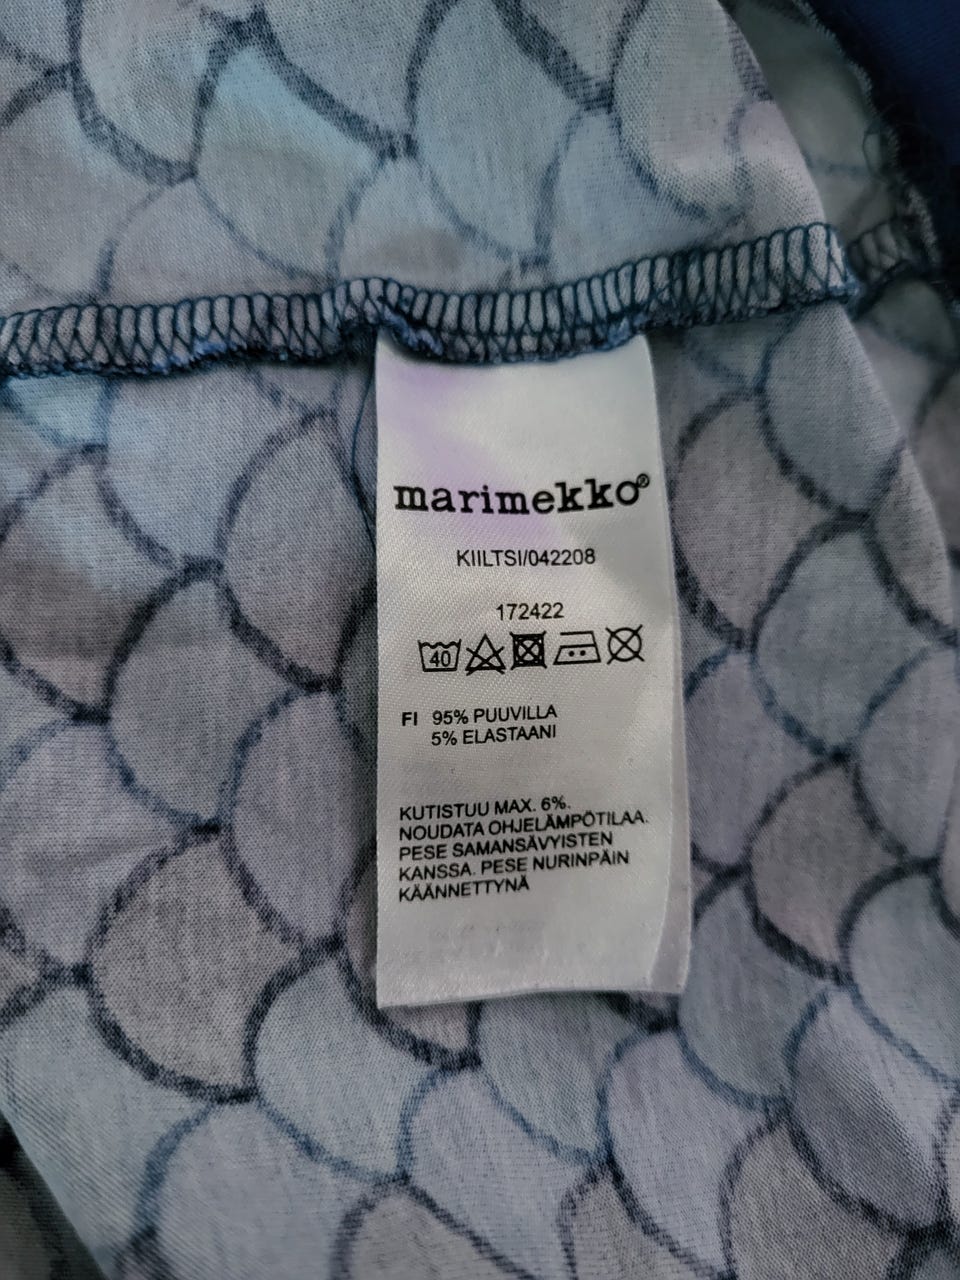 marimekko®
KIILTSI/042208
172422
40
FI 95% PUUVILLA
5% ELASTAANI
KUTISTUU MAX. 6%.
NOUDATA OHJELÄMPÖTILAA.
PESE SAMANSÄVYISTEN
KANSSA. PESE NURINPÄIN
KÄÄNNETTYNÄ